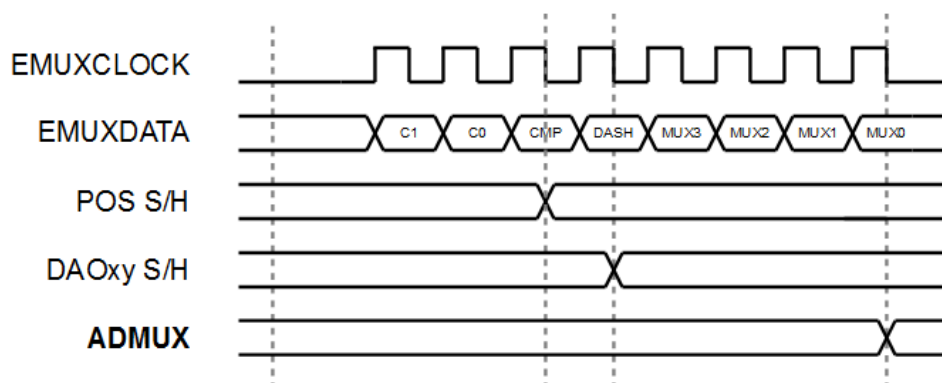 EMUXCLOCK
EMUXDATA C1 C0 CMP DASH MUX3 MUX2 MUX1 MUX0
POS S/H
DAOxy S/H
ADMUX